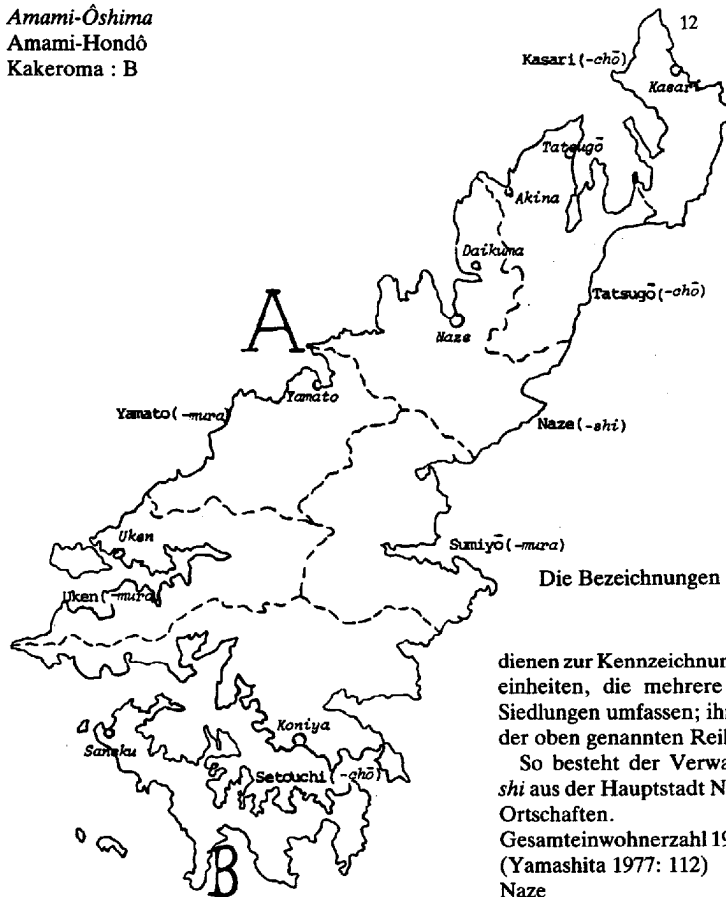 Amami-Ôshima
Amami-Hondô
Kakeroma : B
12
Kasari (-chō)
Kasari
Tatsugō
Akina
Daikuma
Tatsugō (-chō)
Naze
A
Yamato
Yamato (-mura)
Naze (-shi)
Uken
Sumiyō (-mura)
Uken (-mura)
Die Bezeichnungen
dienen zur Kennzeichnun
einheiten, die mehrere
Siedlungen umfassen; ih
der oben genannten Reih
Koniya
Saneku
Setouchi (-chō)
So besteht der Verwa
shi aus der Hauptstadt N
Ortschaften.
Gesamteinwohnerzahl 19
(Yamashita 1977: 112)
Naze
B